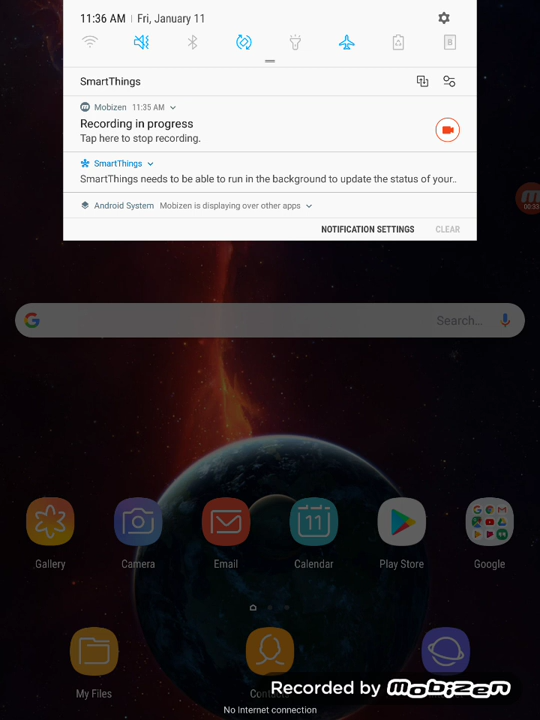 11:36 AM | Fri, January 11
SmartThings
Mobizen 11:35 AM
Recording in progress
Tap here to stop recording.
SmartThings
SmartThings needs to be able to run in the background to update the status of your..
Android System Mobizen is displaying over other apps
NOTIFICATION SETTINGS CLEAR
00:33
Search...
11
Gallery Camera Email Calendar Play Store Google
My Files
Recorded by Mobizen
No Internet connection